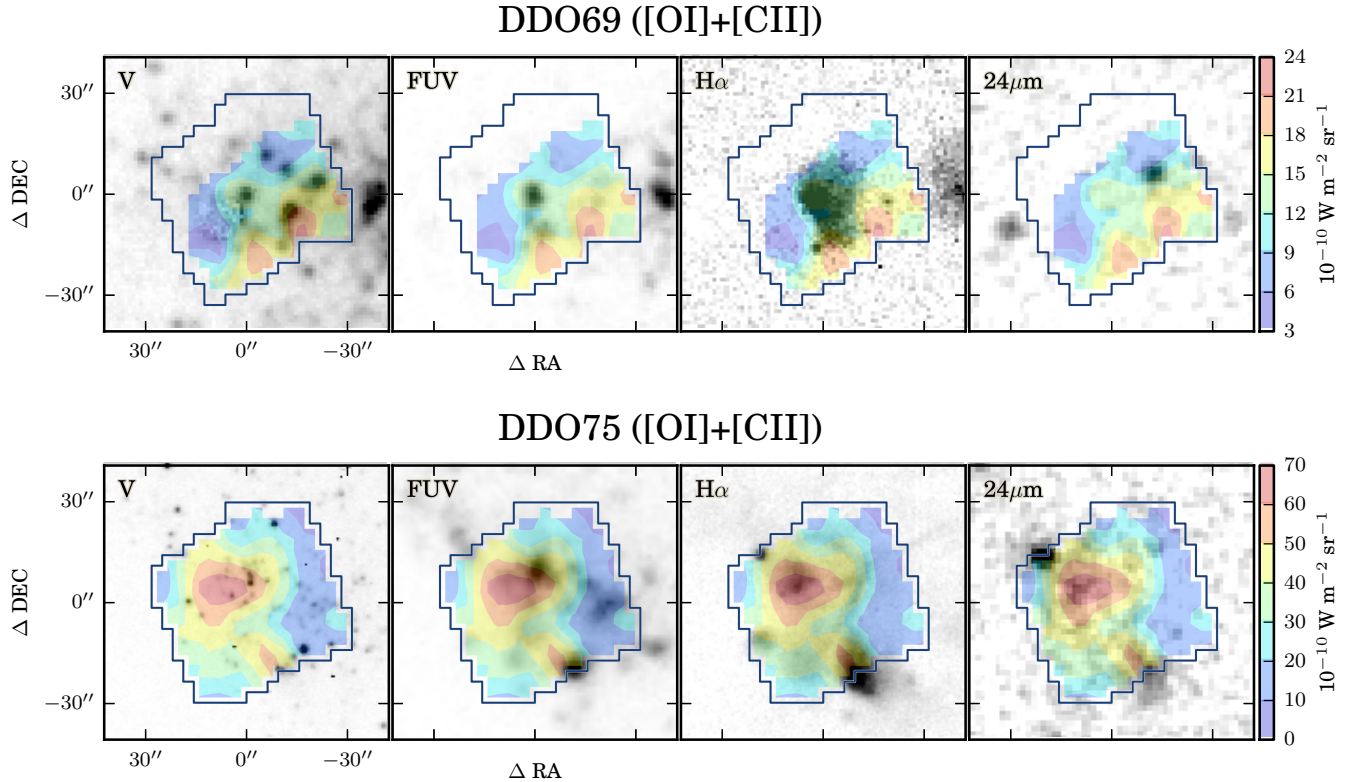 DDO69 ([OI]+[CII])
V
FUV
Hα
24μm
30′′
0′′
−30′′
Δ DEC
30′′
0′′
−30′′
Δ RA
24
21
18
15
12
9
6
3
10⁻¹⁰ W m⁻² sr⁻¹
DDO75 ([OI]+[CII])
V
FUV
Hα
24μm
30′′
0′′
−30′′
Δ DEC
30′′
0′′
−30′′
Δ RA
70
60
50
40
30
20
10
0
10⁻¹⁰ W m⁻² sr⁻¹